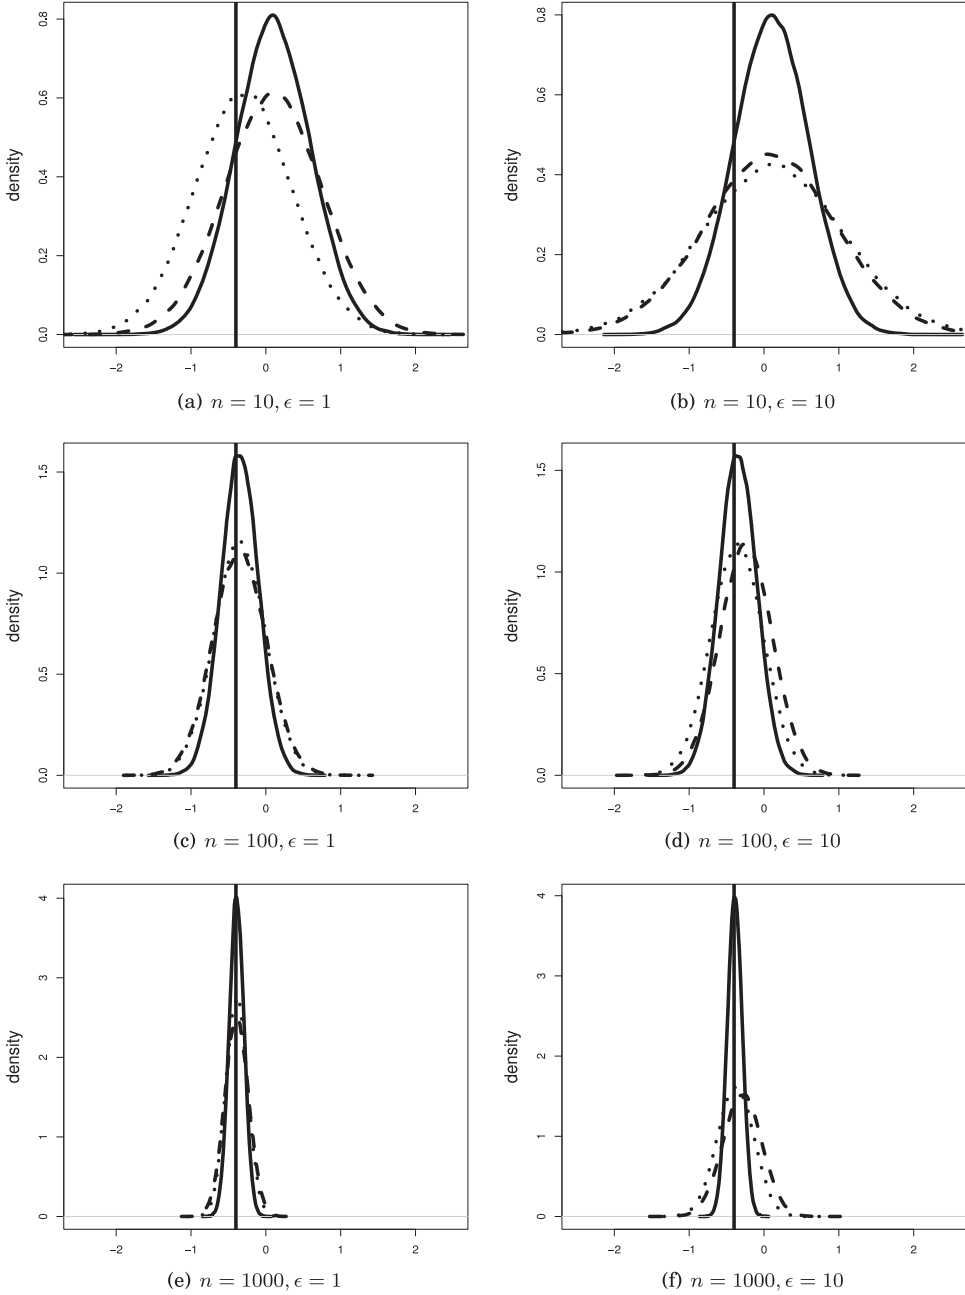 density
0.0 0.2 0.4 0.6 0.8
−2 −1 0 1 2
(a) n = 10, ϵ = 1
density
0.0 0.2 0.4 0.6 0.8
−2 −1 0 1 2
(b) n = 10, ϵ = 10
density
0.0 0.5 1.0 1.5
−2 −1 0 1 2
(c) n = 100, ϵ = 1
density
0.0 0.5 1.0 1.5
−2 −1 0 1 2
(d) n = 100, ϵ = 10
density
0 1 2 3 4
−2 −1 0 1 2
(e) n = 1000, ϵ = 1
density
0 1 2 3 4
−2 −1 0 1 2
(f) n = 1000, ϵ = 10